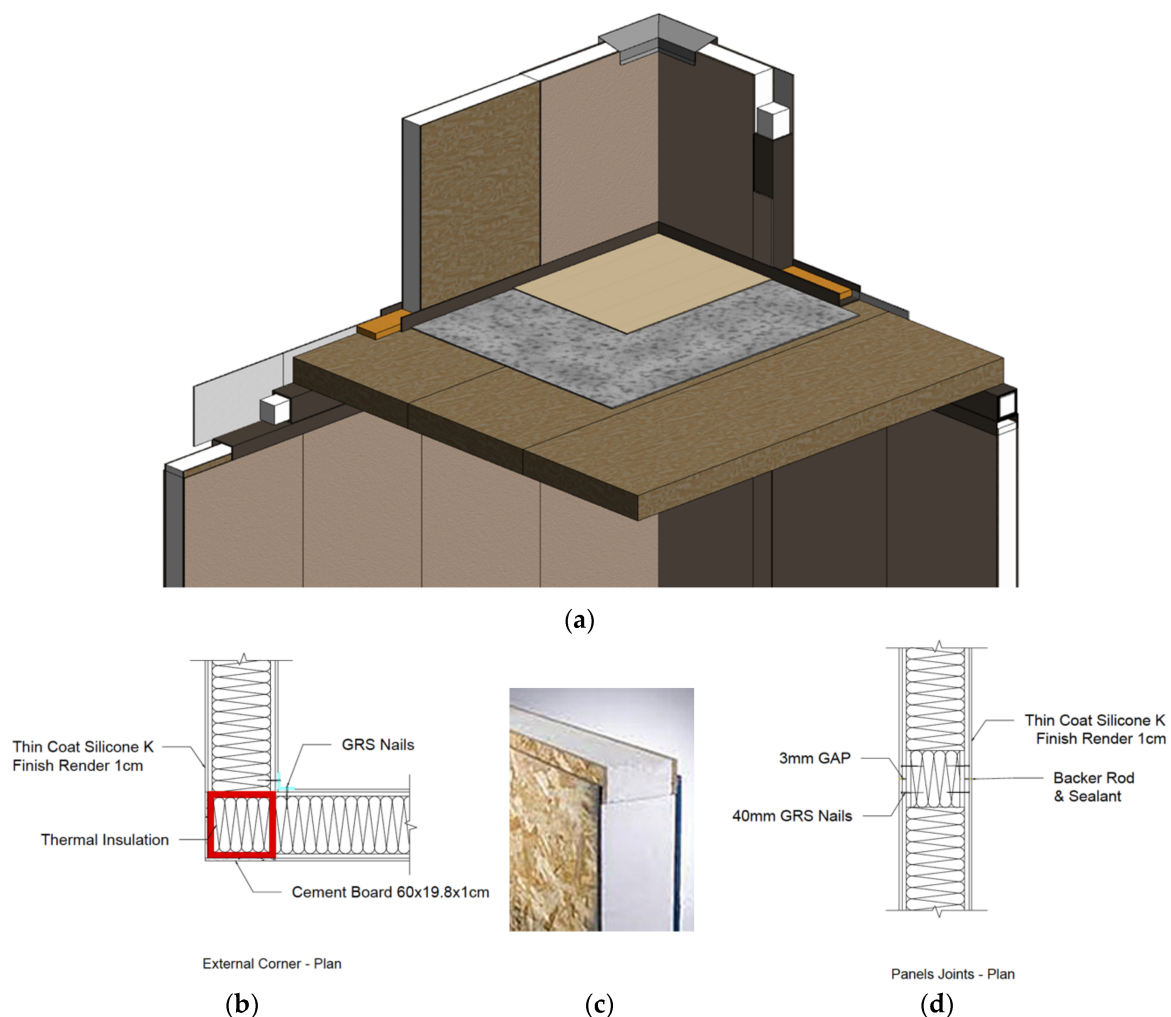 (a)
Thin Coat Silicone K
Finish Render 1cm
GRS Nails
Thermal Insulation
Cement Board 60x19.8x1cm
External Corner - Plan
(b)
(c)
3mm GAP
40mm GRS Nails
Thin Coat Silicone K
Finish Render 1cm
Backer Rod
& Sealant
Panels Joints - Plan
(d)